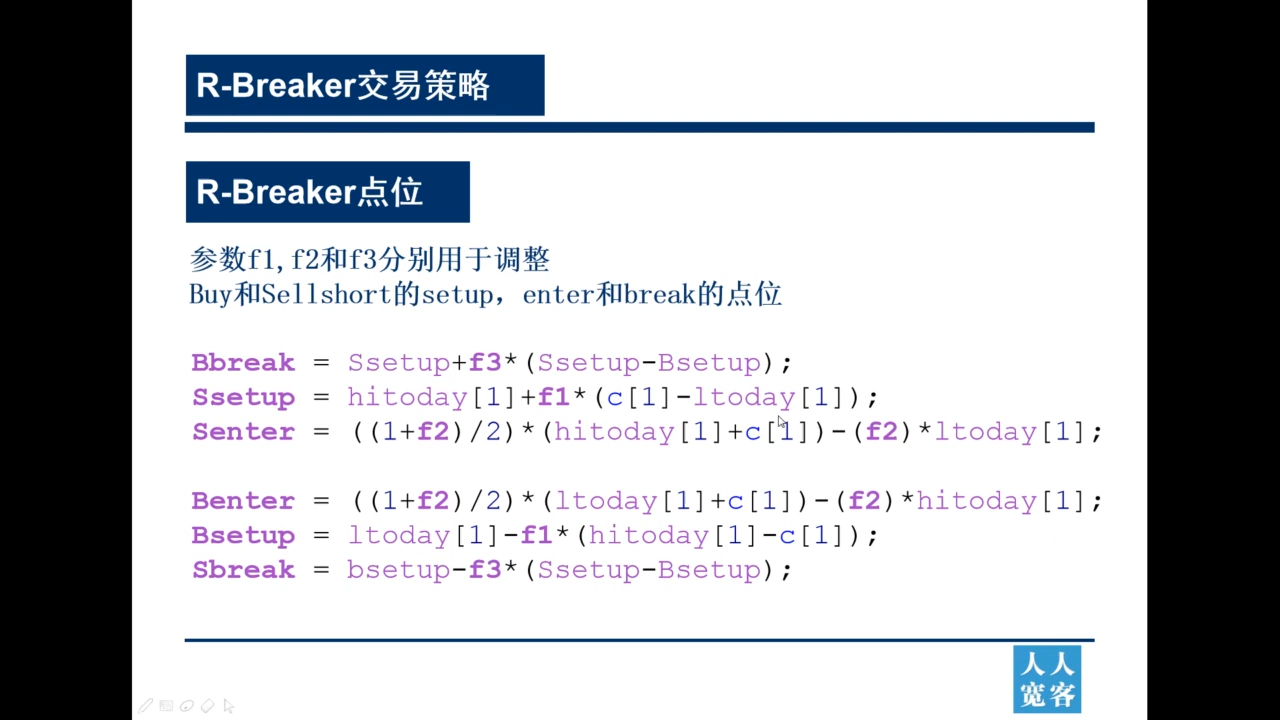 R-Breaker交易策略
R-Breaker点位
参数f1,f2和f3分别用于调整
Buy和Sellshort的setup，enter和break的点位
Bbreak = Ssetup+f3*(Ssetup-Bsetup);
Ssetup = hitoday[1]+f1*(c[1]-ltoday[1]);
Senter = ((1+f2)/2)*(hitoday[1]+c[1])-(f2)*ltoday[1];
Benter = ((1+f2)/2)*(ltoday[1]+c[1])-(f2)*hitoday[1];
Bsetup = ltoday[1]-f1*(hitoday[1]-c[1]);
Sbreak = bsetup-f3*(Ssetup-Bsetup);
人人
宽客